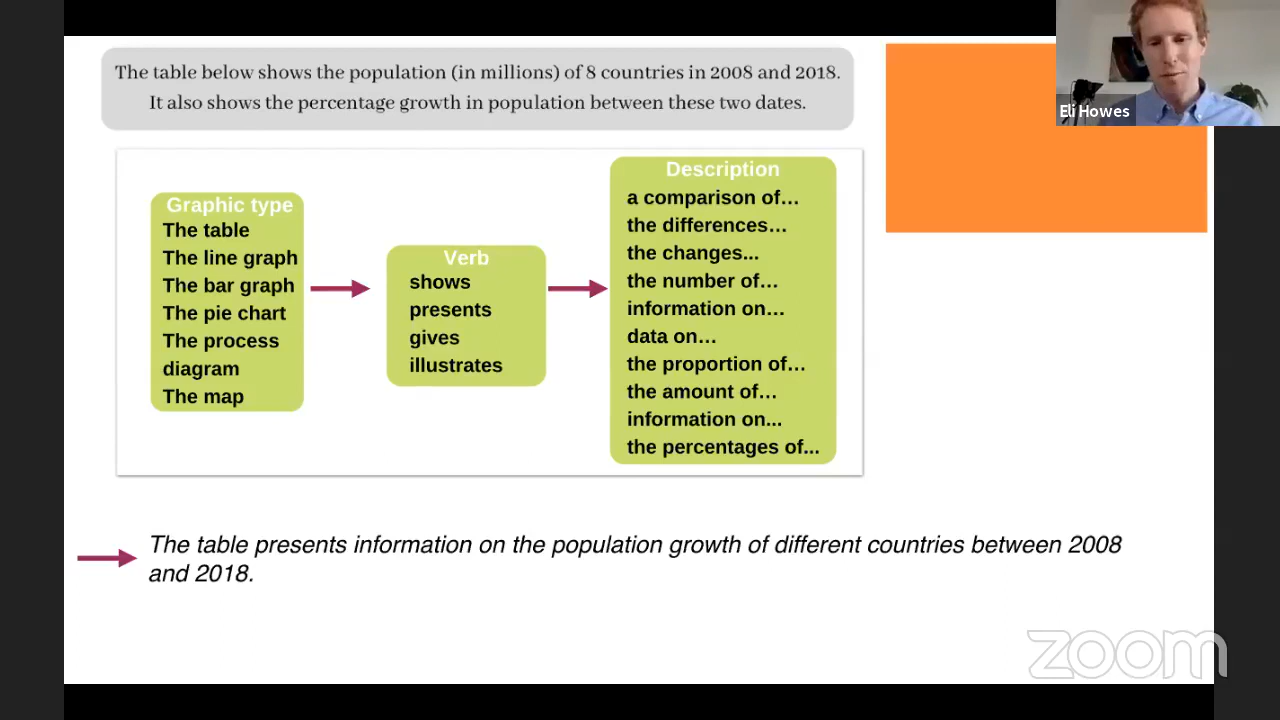 The table below shows the population (in millions) of 8 countries in 2008 and 2018.
It also shows the percentage growth in population between these two dates.
Eli Howes
Graphic type
The table
The line graph
The bar graph
The pie chart
The process
diagram
The map
Verb
shows
presents
gives
illustrates
Description
a comparison of…
the differences…
the changes...
the number of…
information on…
data on…
the proportion of…
the amount of…
information on...
the percentages of...
The table presents information on the population growth of different countries between 2008
and 2018.
zoom